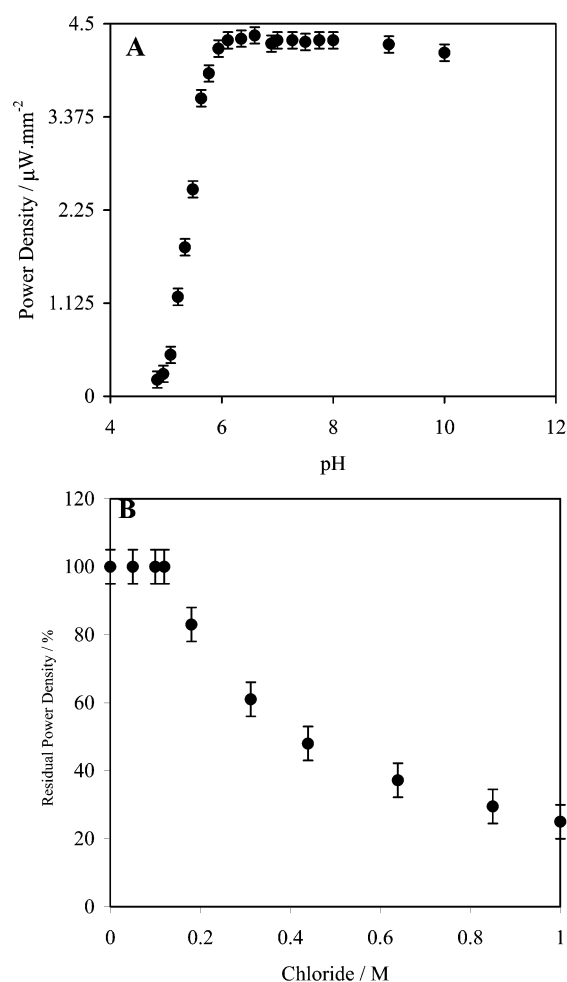 4.5
A
3.375
2.25
1.125
0
Power Density / μW.mm-2
4 6 8 10 12
pH
120
B
100
80
60
40
20
0
Residual Power Density / %
0 0.2 0.4 0.6 0.8 1
Chloride / M